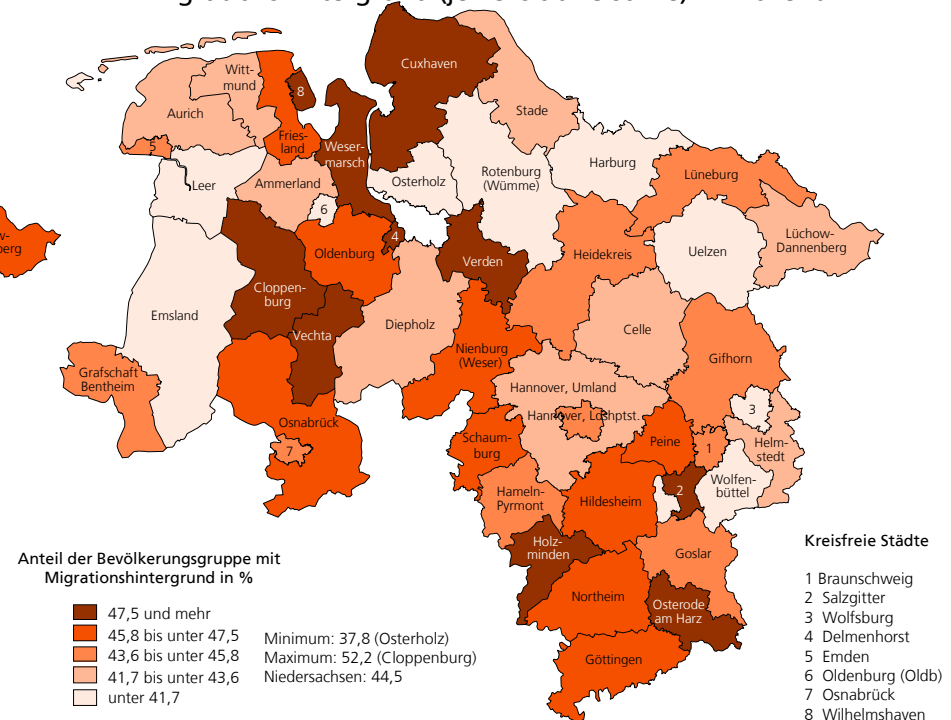 Cuxhaven
Witt-
mund
8
Stade
Aurich
Fries-
land
5
Weser-
marsch
Harburg
Rotenburg
(Wümme)
Lüneburg
Leer
Ammerland
Osterholz
6
4
Oldenburg
Lüchow-
Dannenberg
w-
berg
Heidekreis
Uelzen
Verden
Cloppen-
burg
Emsland
Vechta
Diepholz
Celle
Nienburg
(Weser)
Gifhorn
Grafschaft
Bentheim
Hannover, Umland
Hannover, Ldshptst.
3
Osnabrück
7
Schaum-
burg
Peine
1
Helm-
stedt
2
Wolfen-
büttel
Hameln-
Pyrmont
Hildesheim
Holz-
minden
Goslar
Northeim
Osterode
am Harz
Göttingen
Anteil der Bevölkerungsgruppe mit
Migrationshintergrund in %
47,5 und mehr
45,8 bis unter 47,5
43,6 bis unter 45,8
41,7 bis unter 43,6
unter 41,7
Minimum: 37,8 (Osterholz)
Maximum: 52,2 (Cloppenburg)
Niedersachsen: 44,5
Kreisfreie Städte
1 Braunschweig
2 Salzgitter
3 Wolfsburg
4 Delmenhorst
5 Emden
6 Oldenburg (Oldb)
7 Osnabrück
8 Wilhelmshaven